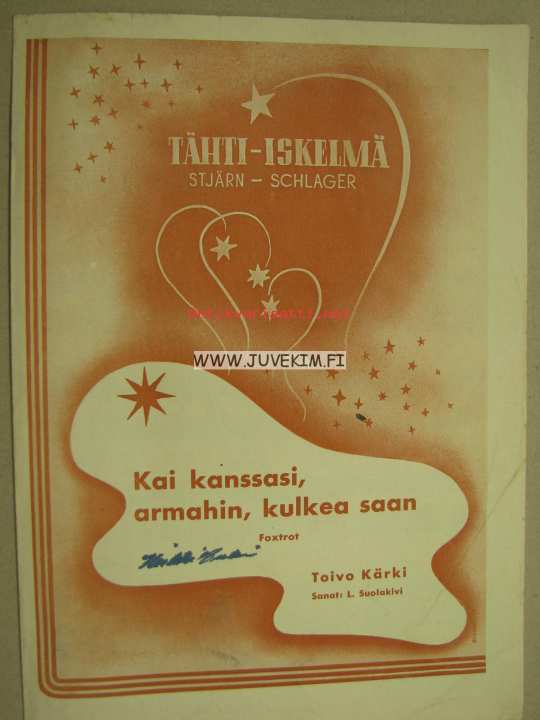 TÄHTI-ISKELMÄ
STJÄRN - SCHLAGER
WWW.JUVEKIM.FI
Kai kanssasi,
armahin, kulkea saan
Foxtrot
Toivo Kärki
Sanat: L. Suolakivi